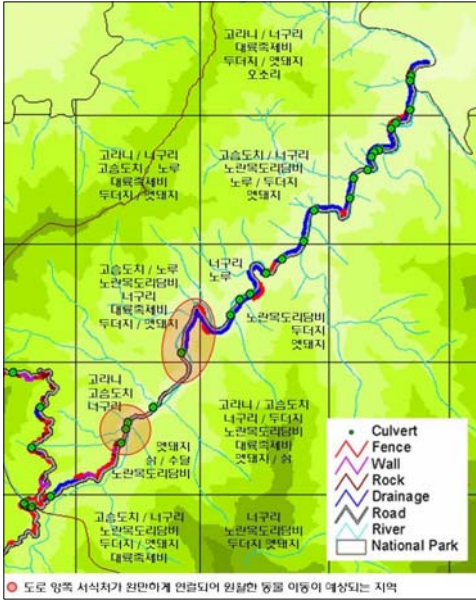 고라니 / 너구리
대륙족제비
두더지 / 멧돼지
오소리
고라니 / 너구리
고슴도치 / 노루
대륙족제비
두더지 / 멧돼지
고슴도치 / 너구리
노란목도리담비
노루 / 두더지
멧돼지
고슴도치 / 노루
노란목도리담비
너구리
대륙족제비
두더지 / 멧돼지
너구리
노루
노란목도리담비
두더지
멧돼지
고라니
고슴도치
너구리
고라니 / 고슴도치
너구리 / 두더지
노란목도리담비
대륙족제비
멧돼지 / 삵
멧돼지
삵 / 수달
노란목도리담비
고슴도치 / 너구리
노란목도리담비
두더지 / 멧돼지
대륙족제비
너구리
노란목도리담비
두더지 / 멧돼지
Culvert
Fence
Wall
Rock
Drainage
Road
River
National Park
도로 양쪽 서식처가 완만하게 연결되어 원활한 동물 이동이 예상되는 지역